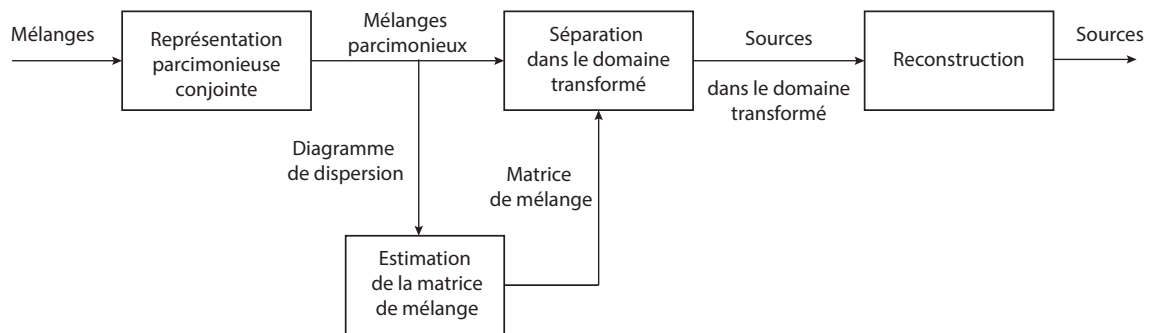 Mélanges
Représentation
parcimonieuse
conjointe
Mélanges
parcimonieux
Séparation
dans le domaine
transformé
Sources
dans le domaine
transformé
Reconstruction
Sources
Diagramme
de dispersion
Matrice
de mélange
Estimation
de la matrice
de mélange